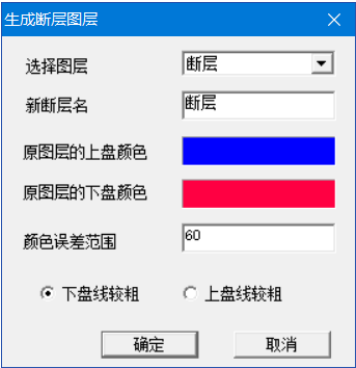 生成断层图层
选择图层 断层
新断层名 断层
原图层的上盘颜色
原图层的下盘颜色
颜色误差范围 60
下盘线较粗 上盘线较粗
确定 取消